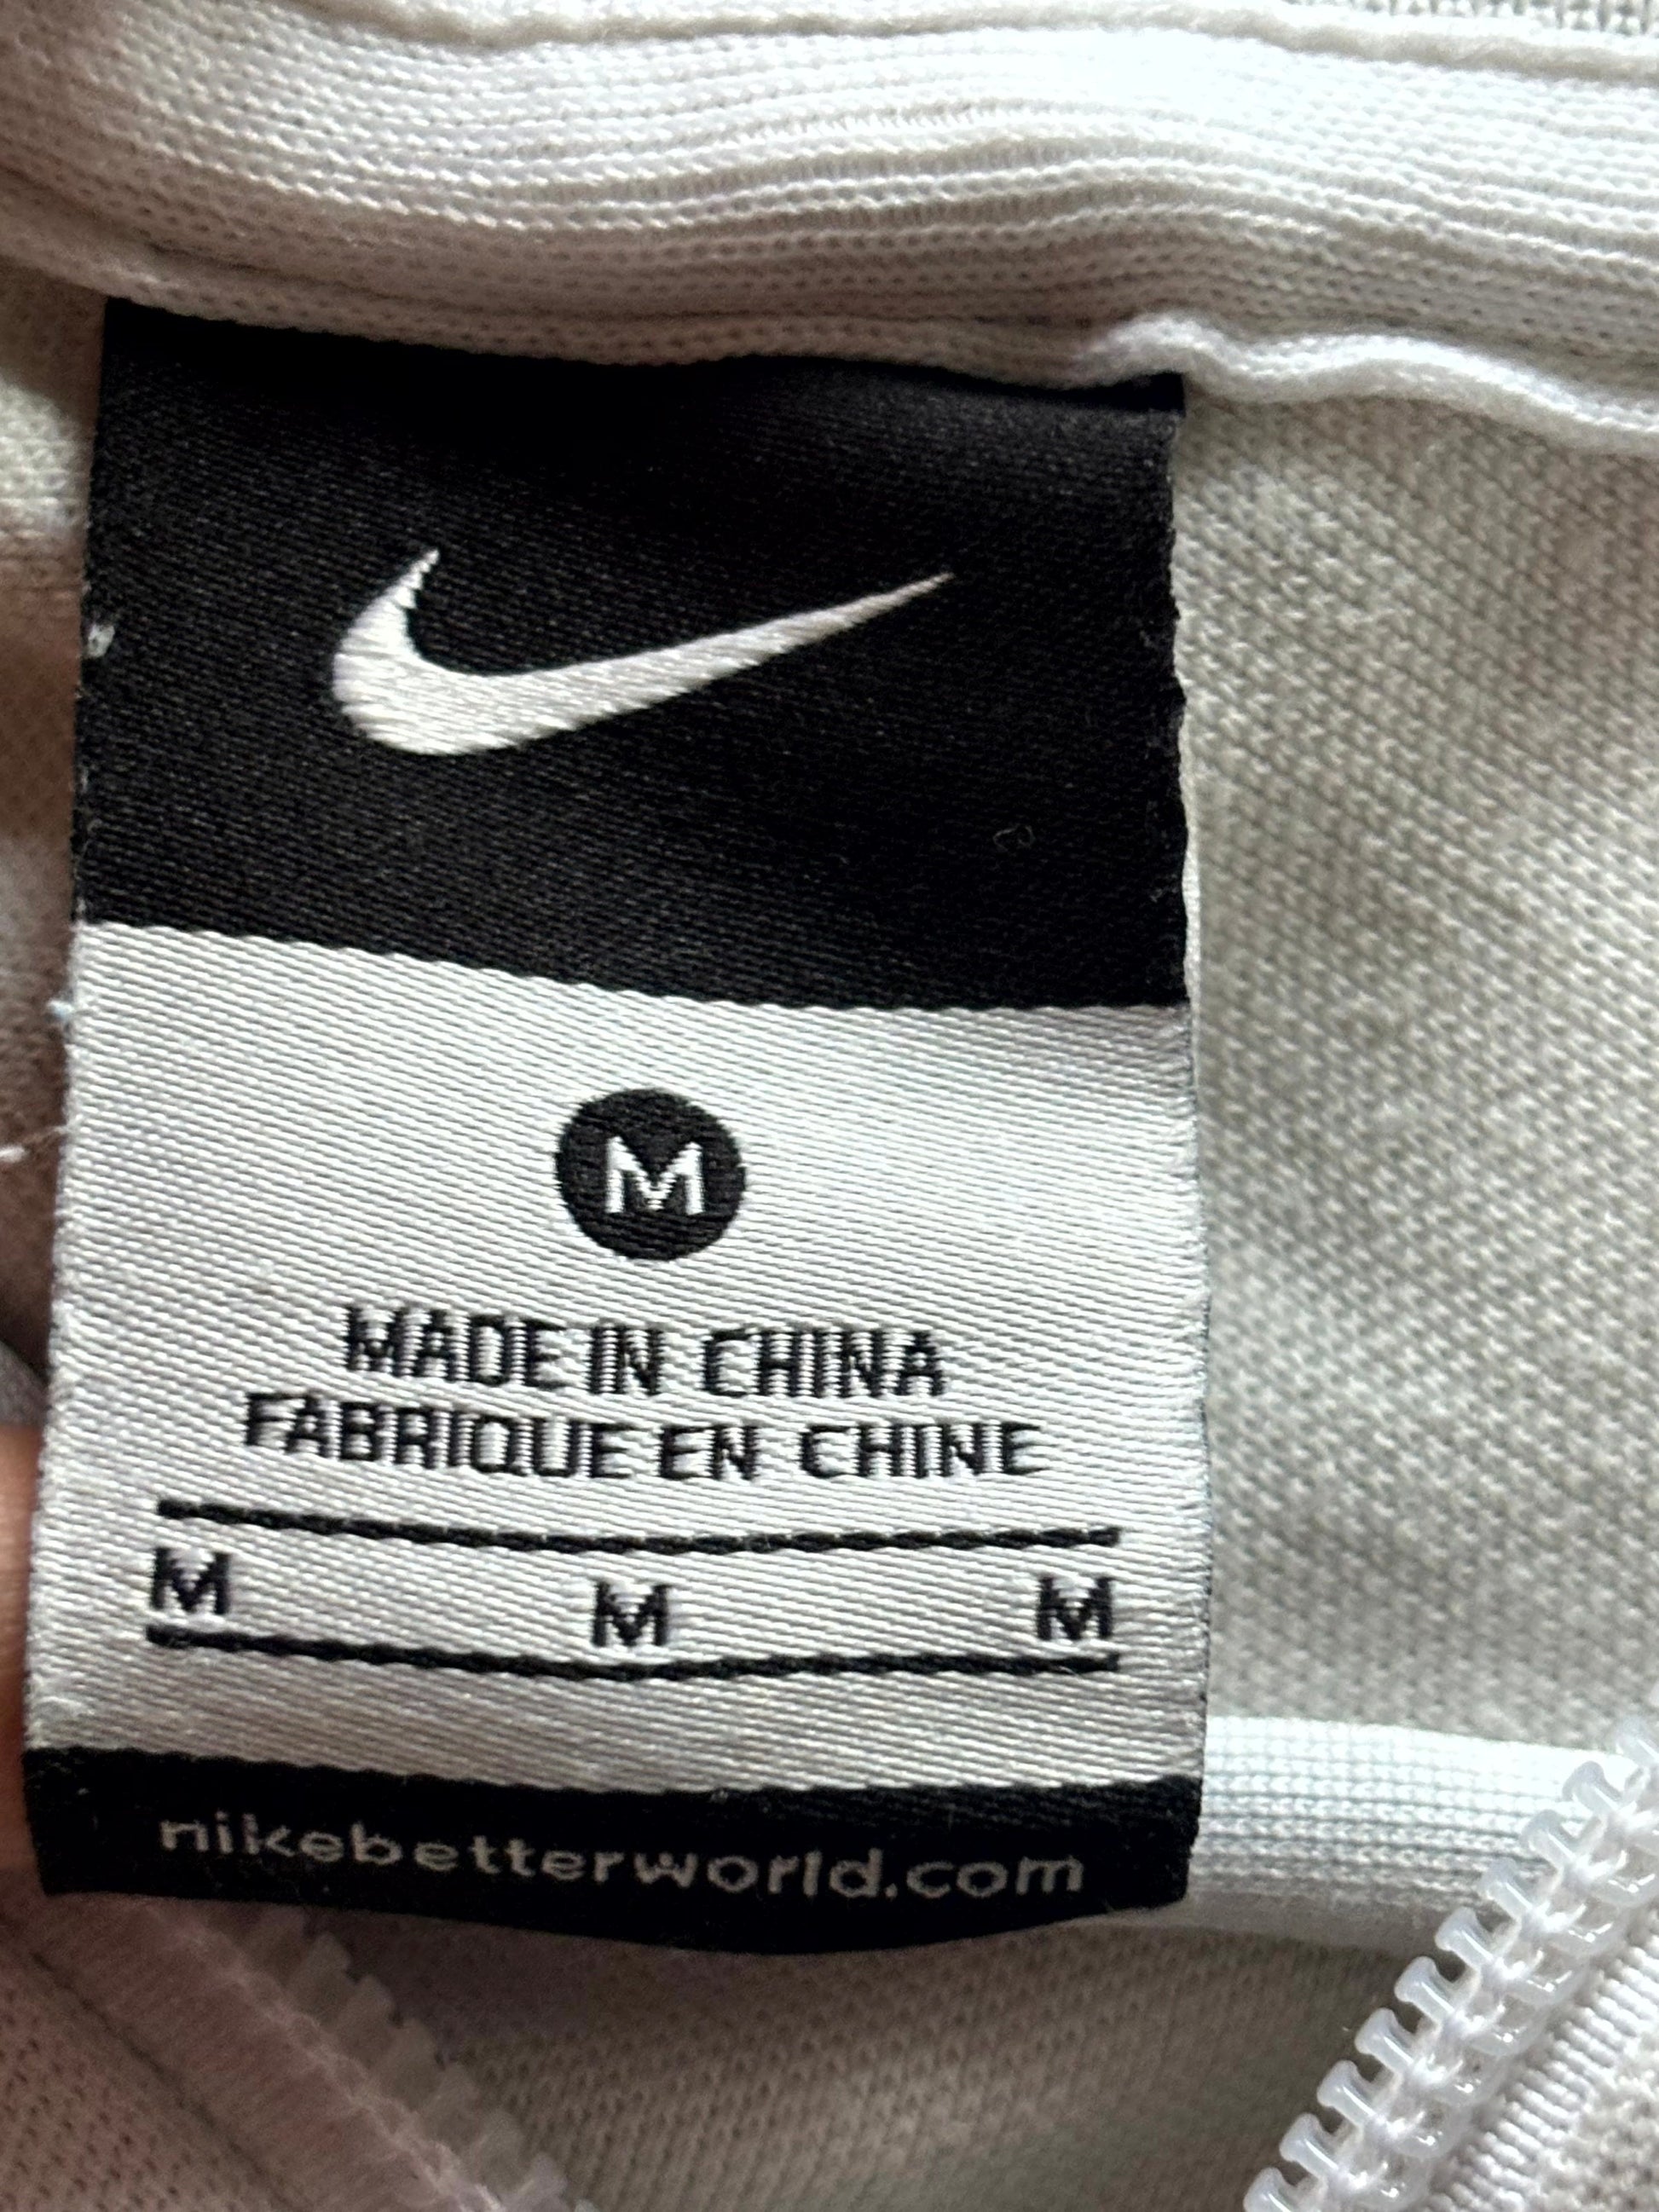 M
MADE IN CHINA
FABRIQUE EN CHINE
M M M
nikebetterworld.com